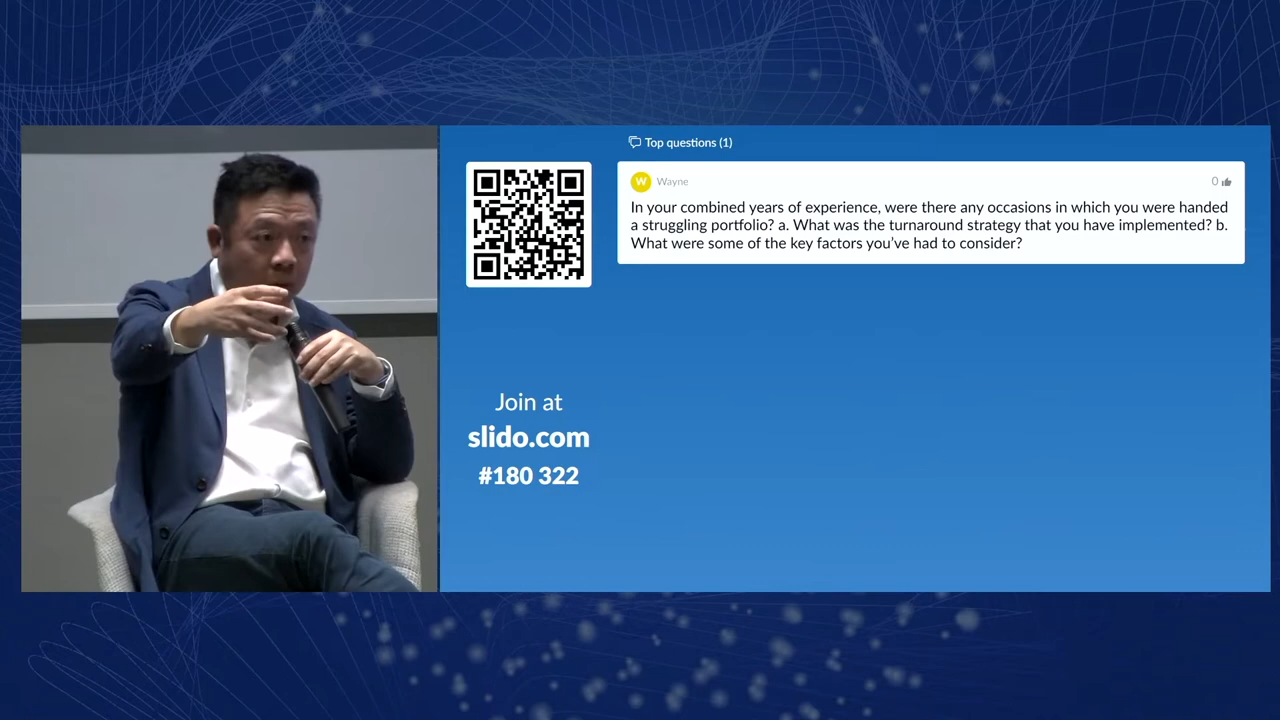 Top questions (1)
W Wayne 0
In your combined years of experience, were there any occasions in which you were handed
a struggling portfolio? a. What was the turnaround strategy that you have implemented? b.
What were some of the key factors you’ve had to consider?
Join at
slido.com
#180 322